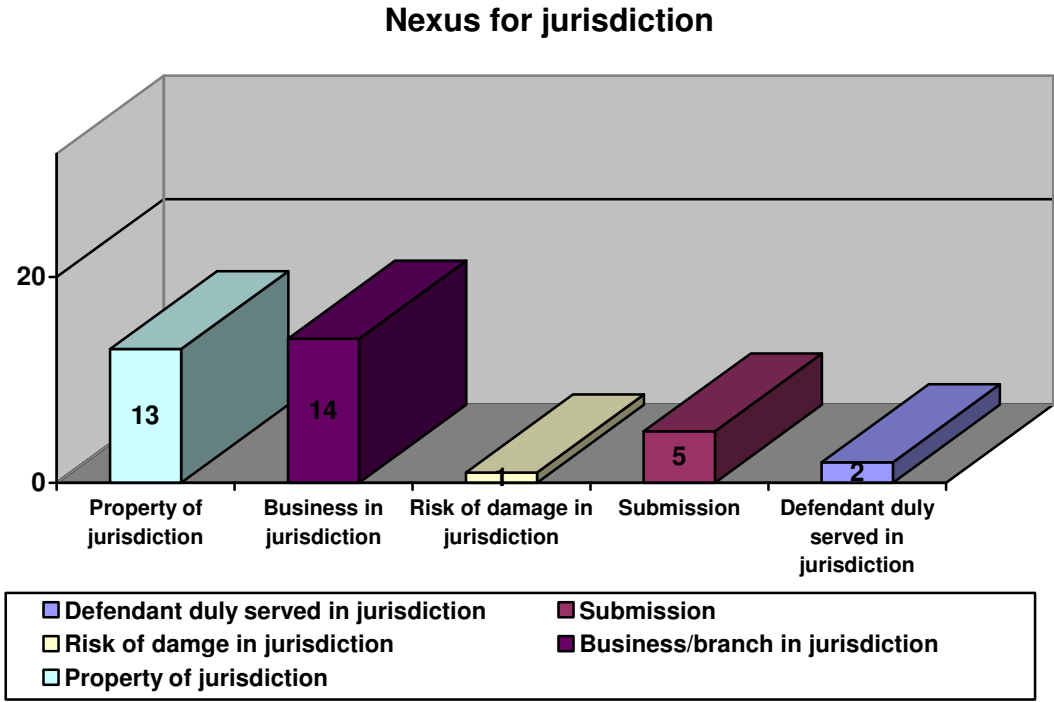 Nexus for jurisdiction
20
0
13
14
1
5
2
Property of
jurisdiction
Business in
jurisdiction
Risk of damage in
jurisdiction
Submission
Defendant duly
served in
jurisdiction
Defendant duly served in jurisdiction
Submission
Risk of damge in jurisdiction
Business/branch in jurisdiction
Property of jurisdiction